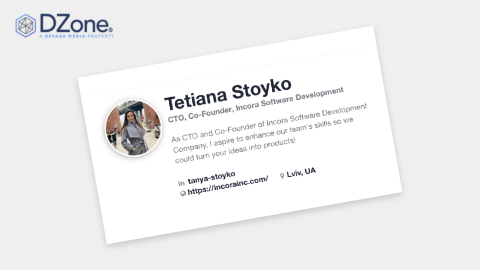 DZone®
A DEVADA MEDIA PROPERTY
Tetiana Stoyko
CTO, Co-Founder, Incora Software Development
As CTO and Co-Founder of Incora Software Development
Company, I aspire to enhance our team's skills so we
could turn your ideas into products!
in tanya-stoyko
https://incorainc.com/ Lviv, UA